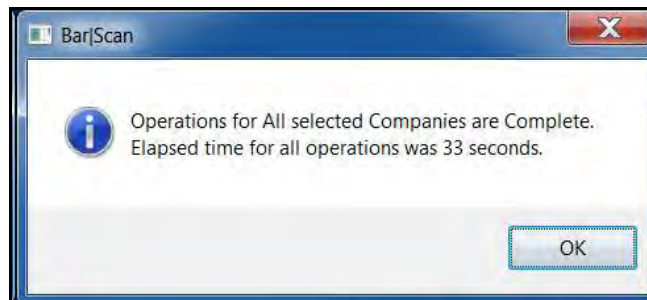 Bar|Scan
Operations for All selected Companies are Complete.
Elapsed time for all operations was 33 seconds.
OK